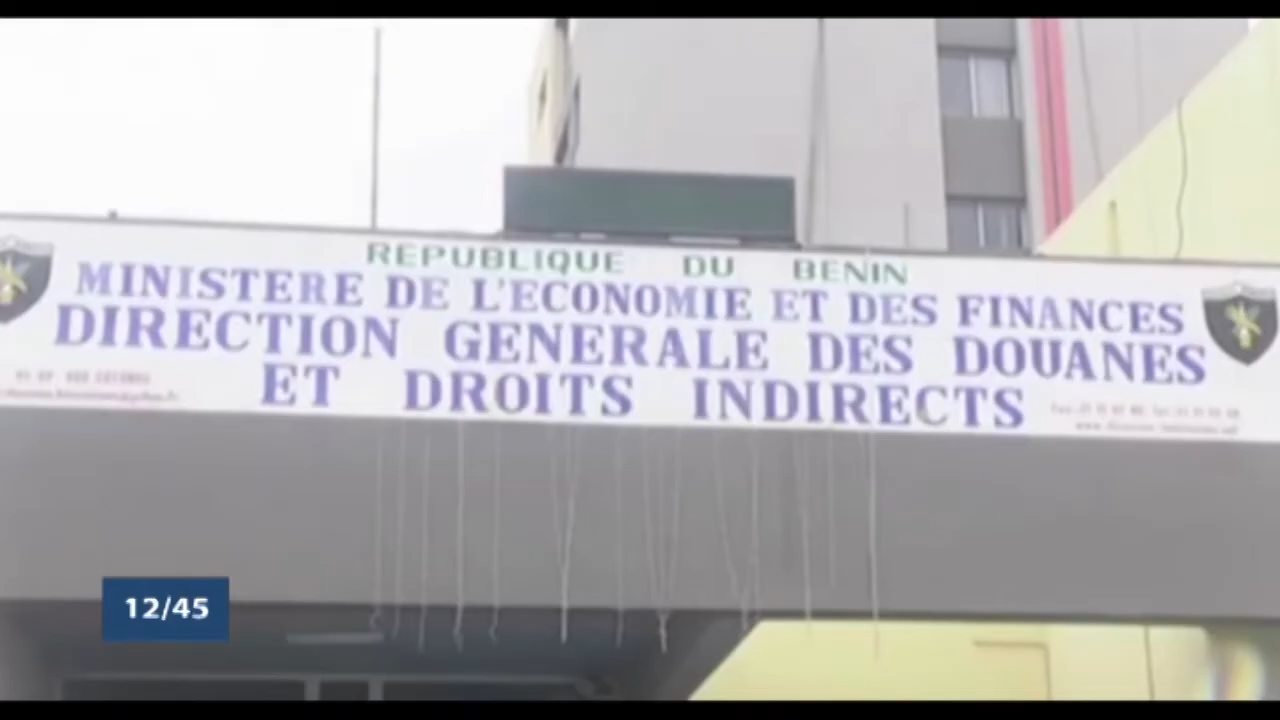 REPUBLIQUE DU BENIN
MINISTERE DE L'ECONOMIE ET DES FINANCES
DIRECTION GENERALE DES DOUANES
ET DROITS INDIRECTS
12/45